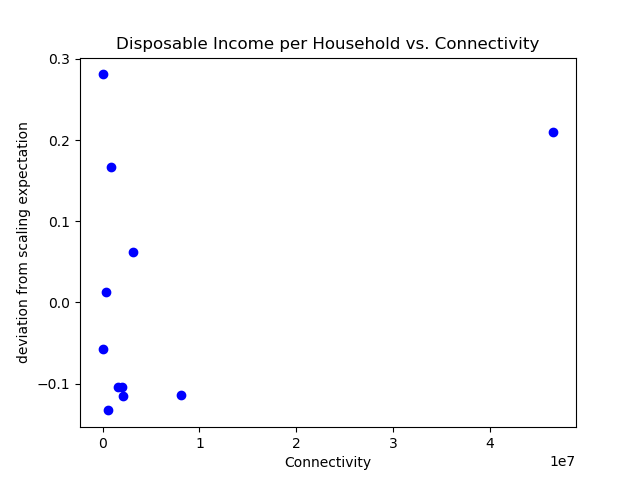 Disposable Income per Household vs. Connectivity
deviation from scaling expectation
0.3
0.2
0.1
0.0
−0.1
0
1
2
3
4
1e7
Connectivity